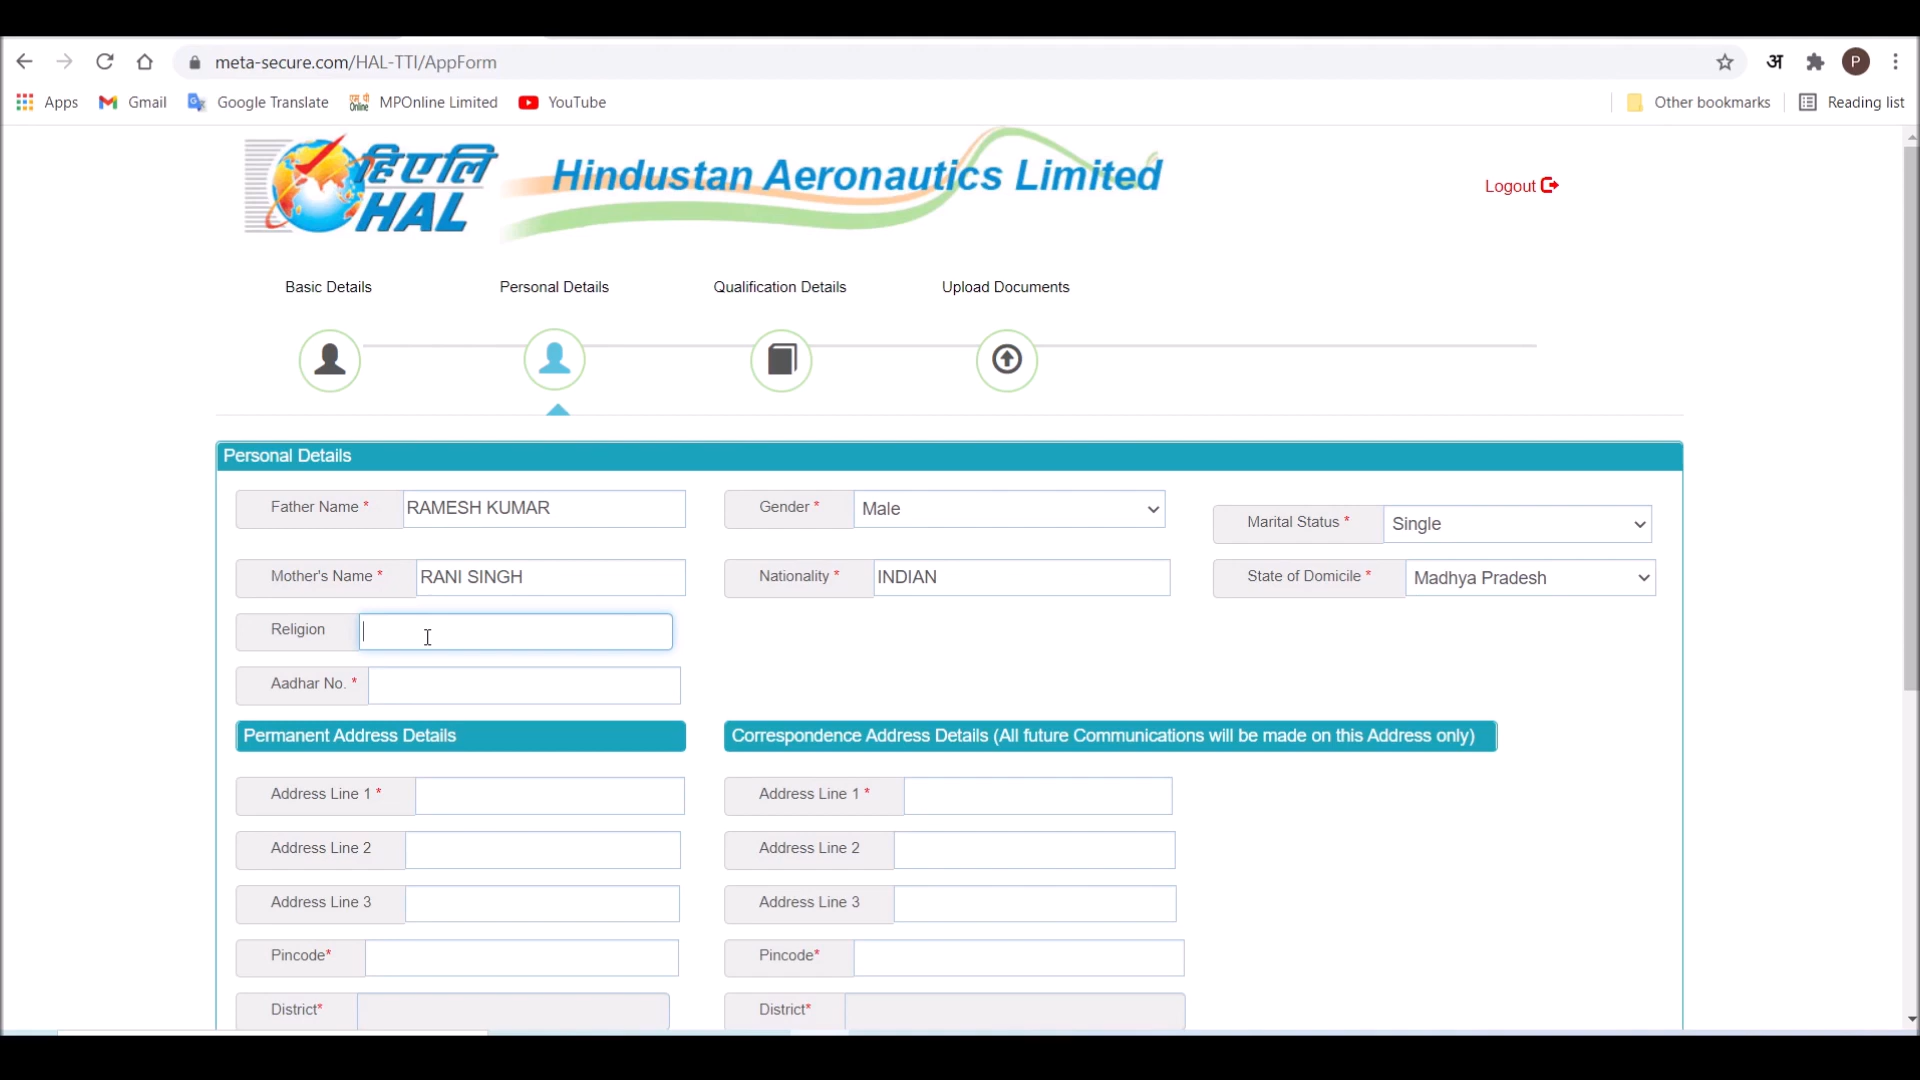 meta-secure.com/HAL-TTI/AppForm
अ
P
Apps
Gmail
Google Translate
MPOnline Limited
YouTube
Other bookmarks
Reading list
हिएलि
HAL
Hindustan Aeronautics Limited
Logout
Basic Details
Personal Details
Qualification Details
Upload Documents
Personal Details
Father Name * RAMESH KUMAR
Gender * Male
Marital Status * Single
Mother's Name * RANI SINGH
Nationality * INDIAN
State of Domicile * Madhya Pradesh
Religion
Aadhar No. *
Permanent Address Details
Correspondence Address Details (All future Communications will be made on this Address only)
Address Line 1 *
Address Line 1 *
Address Line 2
Address Line 2
Address Line 3
Address Line 3
Pincode*
Pincode*
District*
District*